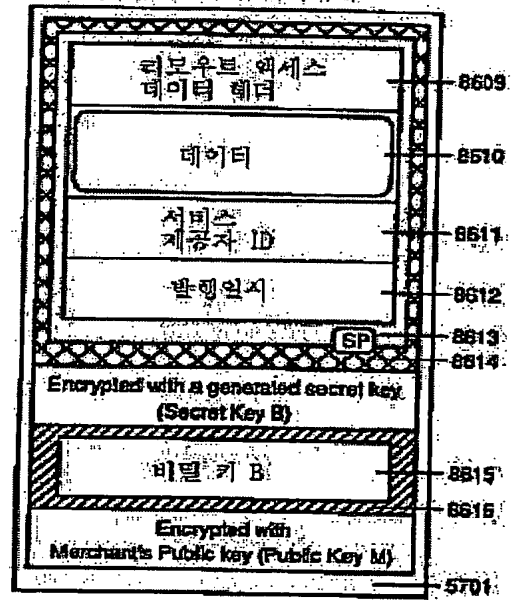 리모우트 액세스
데이터 헤더
8609
데이터
8610
서비스
제공자 ID
8611
발행일시
8612
SP
8613
8614
Encrypted with a generated secret key
(Secret Key B)
비밀 키 B
8615
8616
Encrypted with
Merchant's Public key (Public Key M)
5701